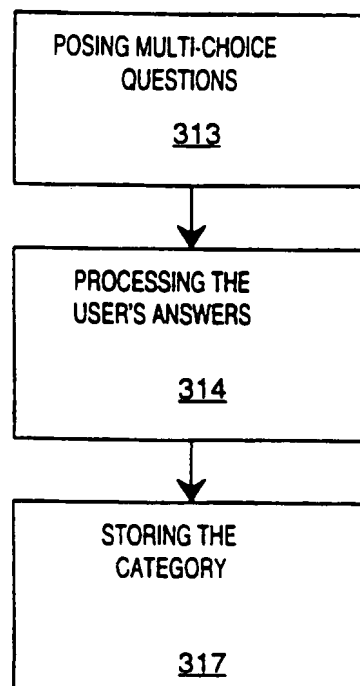 POSING MULTI-CHOICE
QUESTIONS
313
PROCESSING THE
USER'S ANSWERS
314
STORING THE
CATEGORY
317